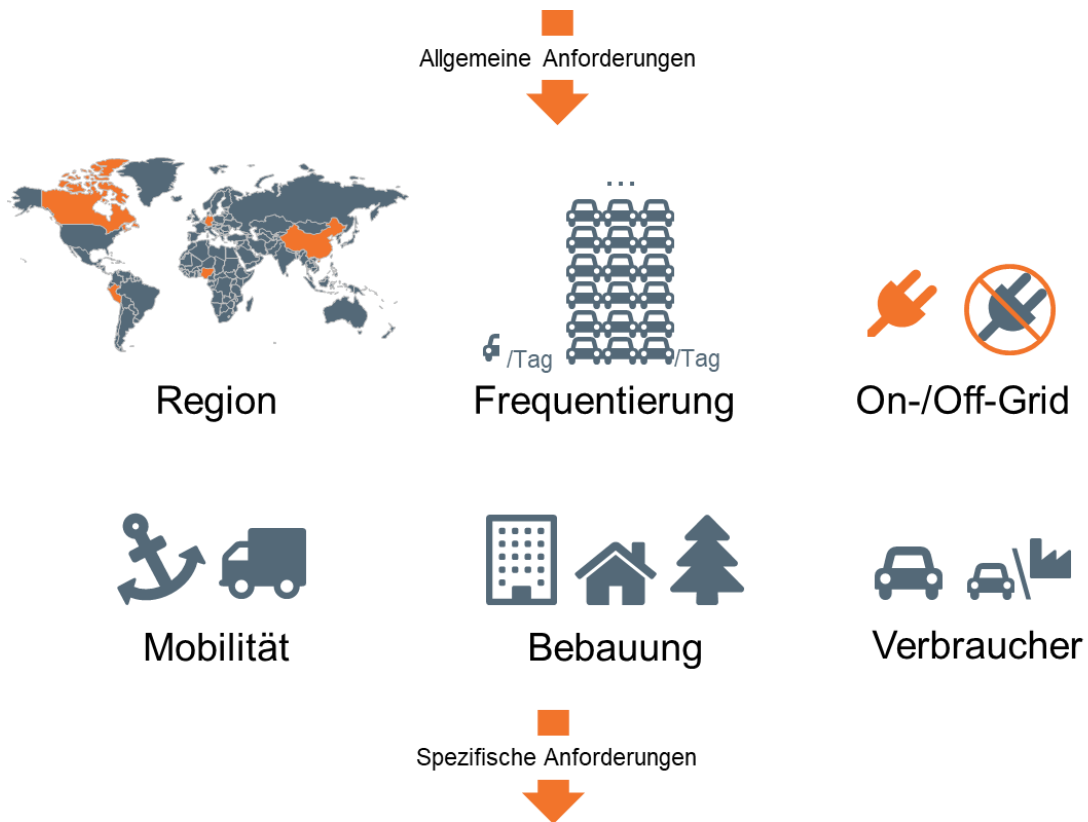 Allgemeine Anforderungen
...
/Tag
/Tag
Region
Frequentierung
On-/Off-Grid
Mobilität
Bebauung
Verbraucher
Spezifische Anforderungen